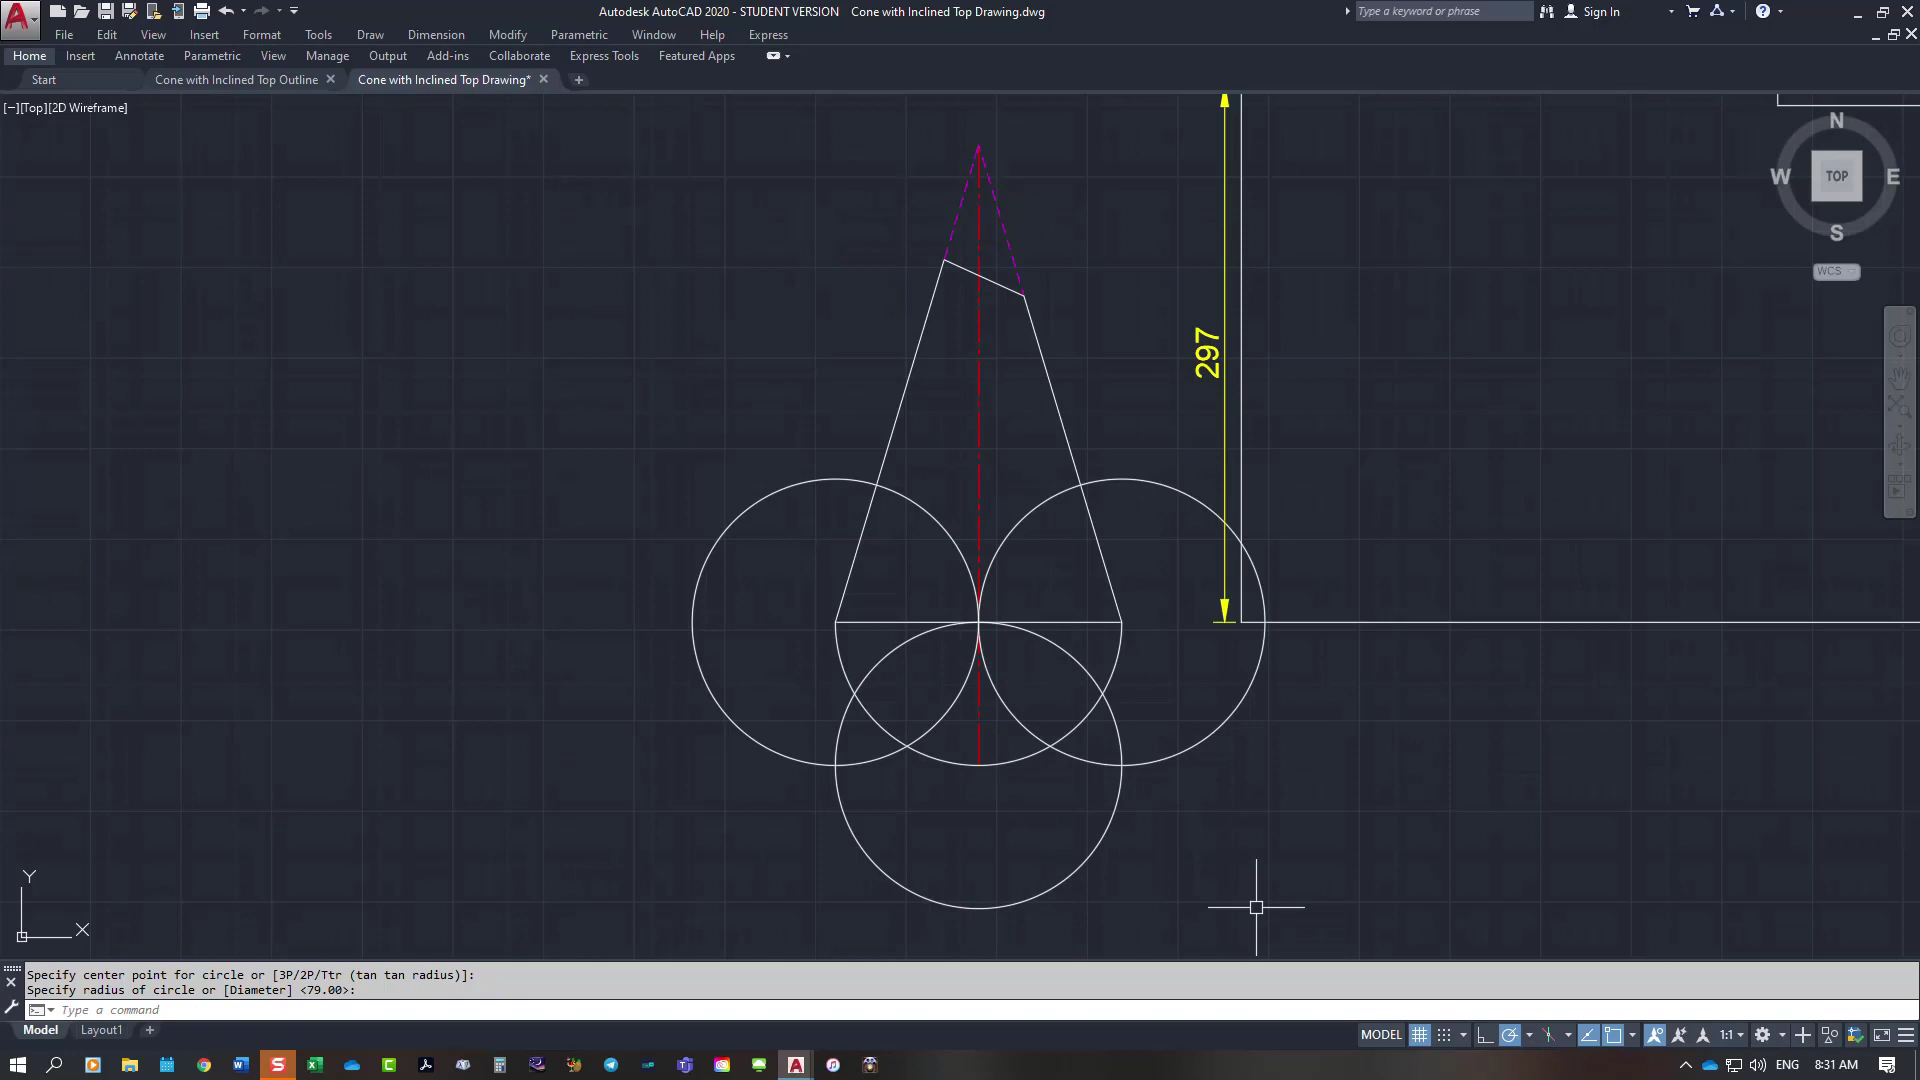 Autodesk AutoCAD 2020 - STUDENT VERSION Cone with Inclined Top Drawing.dwg
Type a keyword or phrase
Sign In
File Edit View Insert Format Tools Draw Dimension Modify Parametric Window Help Express
Home Insert Annotate Parametric View Manage Output Add-ins Collaborate Express Tools Featured Apps
Start Cone with Inclined Top Outline Cone with Inclined Top Drawing*
[−][Top][2D Wireframe]
N
W TOP E
S
WCS
297
Y
X
Specify center point for circle or [3P/2P/Ttr (tan tan radius)]:
Specify radius of circle or [Diameter] <79.00>:
Type a command
Model Layout1
MODEL 1:1
ENG 8:31 AM